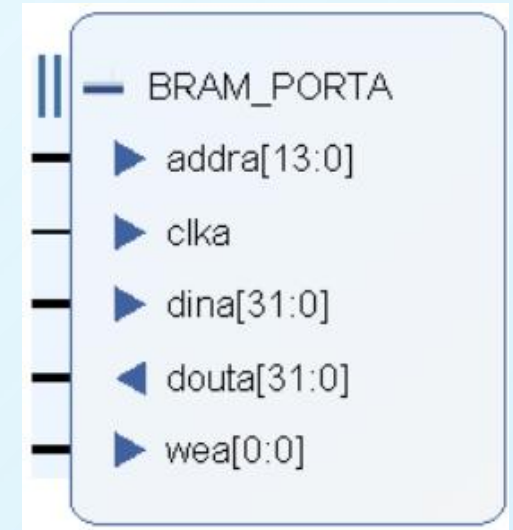 BRAM_PORTA
addra[13:0]
clka
dina[31:0]
douta[31:0]
wea[0:0]